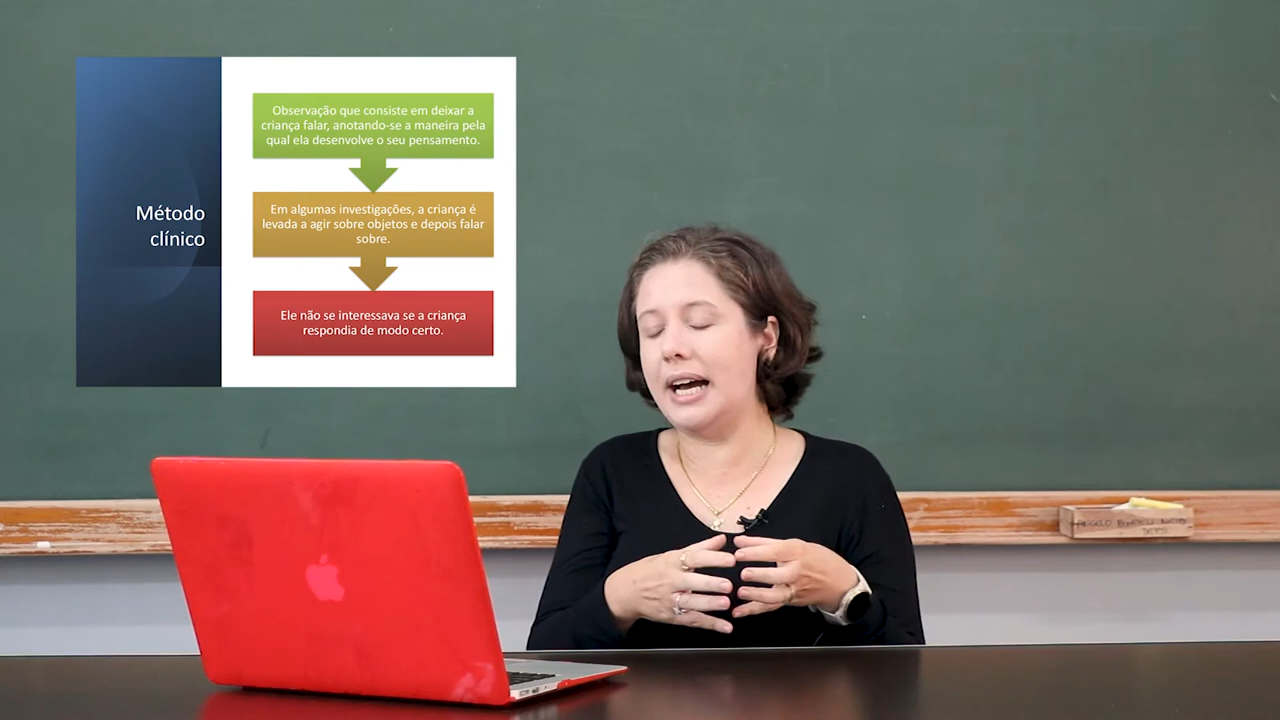 Método
clínico
Observação que consiste em deixar a
criança falar, anotando-se a maneira pela
qual ela desenvolve o seu pensamento.
Em algumas investigações, a criança é
levada a agir sobre objetos e depois falar
sobre.
Ele não se interessava se a criança
respondia de modo certo.